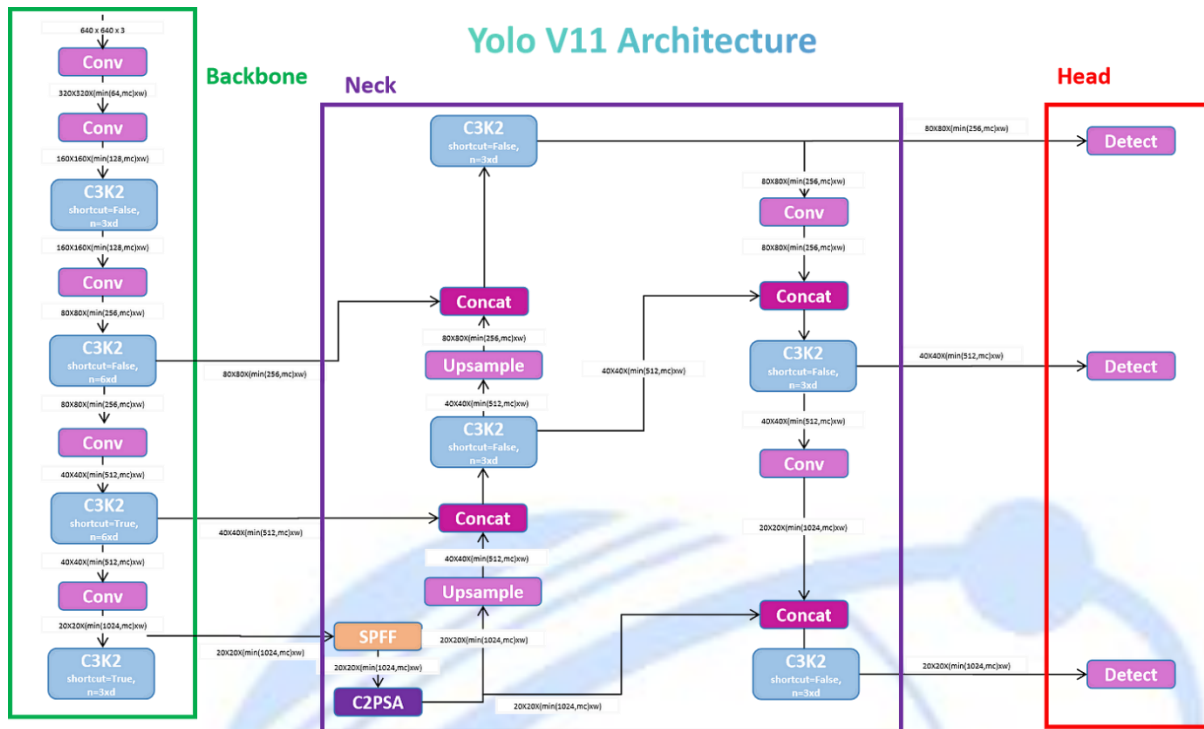 Yolo V11 Architecture
Backbone
640 x 640 x 3
Conv
320X320X(min(64,mc)xw)
Conv
160X160X(min(128,mc)xw)
C3K2
shortcut=False,
n=3xd
160X160X(min(128,mc)xw)
Conv
80X80X(min(256,mc)xw)
C3K2
shortcut=False,
n=6xd
80X80X(min(256,mc)xw)
80X80X(min(256,mc)xw)
Conv
40X40X(min(512,mc)xw)
C3K2
shortcut=True,
n=6xd
40X40X(min(512,mc)xw)
40X40X(min(512,mc)xw)
Conv
20X20X(min(1024,mc)xw)
20X20X(min(1024,mc)xw)
C3K2
shortcut=True,
n=3xd
Neck
C3K2
shortcut=False,
n=3xd
Concat
80X80X(min(256,mc)xw)
Upsample
40X40X(min(512,mc)xw)
C3K2
shortcut=False,
n=3xd
40X40X(min(512,mc)xw)
Concat
40X40X(min(512,mc)xw)
Upsample
20X20X(min(1024,mc)xw)
SPFF
20X20X(min(1024,mc)xw)
C2PSA
20X20X(min(1024,mc)xw)
80X80X(min(256,mc)xw)
Conv
80X80X(min(256,mc)xw)
Concat
C3K2
shortcut=False,
n=3xd
40X40X(min(512,mc)xw)
Conv
20X20X(min(1024,mc)xw)
Concat
C3K2
shortcut=False,
n=3xd
Head
80X80X(min(256,mc)xw)
Detect
40X40X(min(512,mc)xw)
Detect
20X20X(min(1024,mc)xw)
Detect